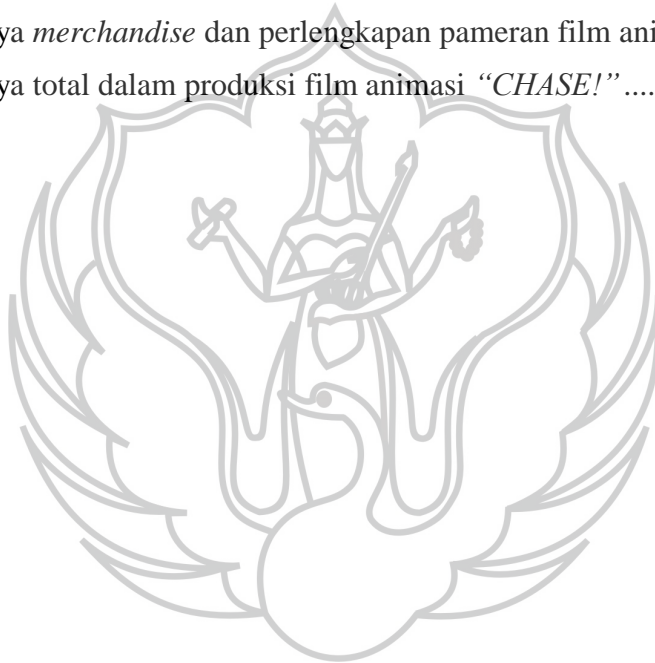 ya merchandise dan perlengkapan pameran film ani
ya total dalam produksi film animasi “CHASE!” ....